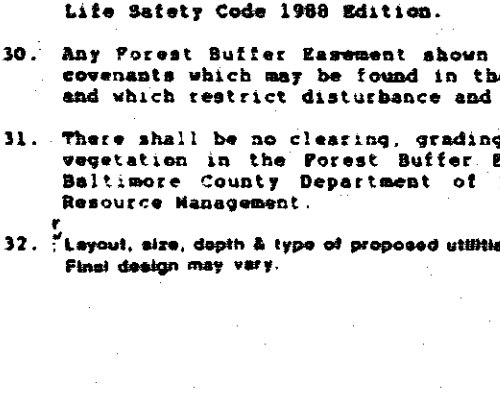 Life Safety Code 1988 Edition.
30. Any Forest Buffer Easement shown
covenants which may be found in the
and which restrict disturbance and
31. There shall be no clearing, grading
vegetation in the Forest Buffer E
Baltimore County Department of
Resource Management.
32. Layout, size, depth & type of proposed utilitie
Final design may vary.